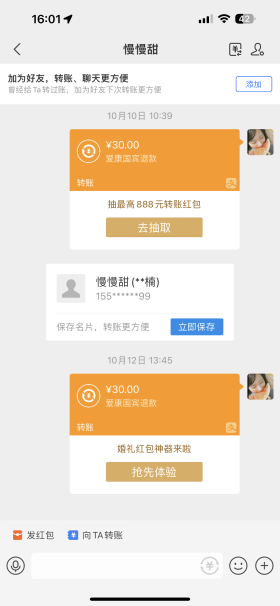 16:01
42
慢慢甜
加为好友，转账、聊天更方便
曾经给Ta转过账，加为好友下次转账更方便
添加
10月10日 10:39
¥30.00
爱康国宾退款
转账
抽最高888元转账红包
去抽取
慢慢甜 (**楠)
155******99
保存名片，转账更方便
立即保存
10月12日 13:45
¥30.00
爱康国宾退款
转账
婚礼红包神器来啦
抢先体验
发红包
向TA转账